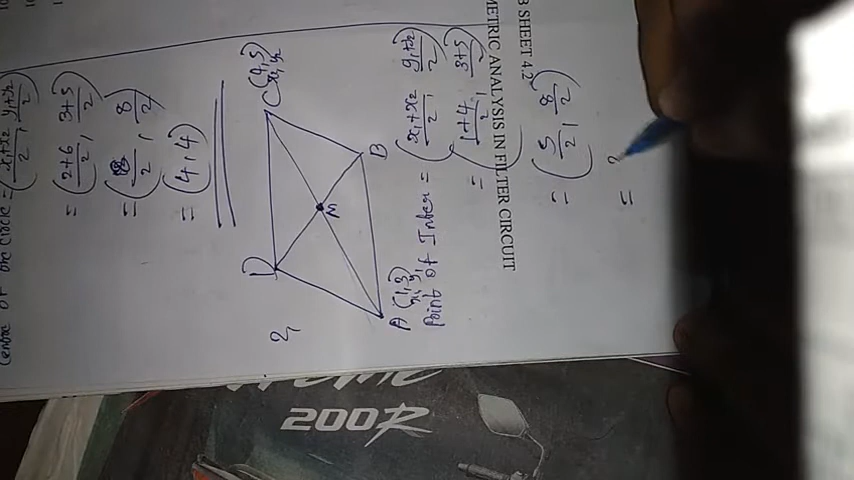 Centre of the circle = (x₁+x₂/2, y₁+y₂/2)
= (2+6/2, 3+5/2)
= (8/2, 8/2)
= (4,4)
2,
D
C(4,5)
x₂, y₂
M
B
A (1,3)
x₁, y₁
Point of Inter = (x₁+x₂/2, y₁+y₂/2)
= (1+4/2, 3+5/2)
B SHEET 4.2
METRIC ANALYSIS IN FILTER CIRCUIT
= (5/2, 8/2)
=
200R